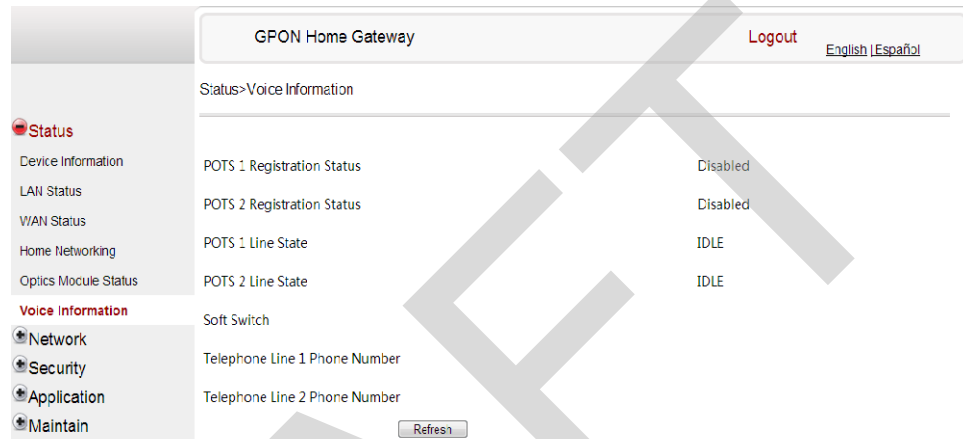 GPON Home Gateway
Logout
English | Español
Status>Voice Information
Status
Device Information
LAN Status
WAN Status
Home Networking
Optics Module Status
Voice Information
Network
Security
Application
Maintain
POTS 1 Registration Status Disabled
POTS 2 Registration Status Disabled
POTS 1 Line State IDLE
POTS 2 Line State IDLE
Soft Switch
Telephone Line 1 Phone Number
Telephone Line 2 Phone Number
Refresh